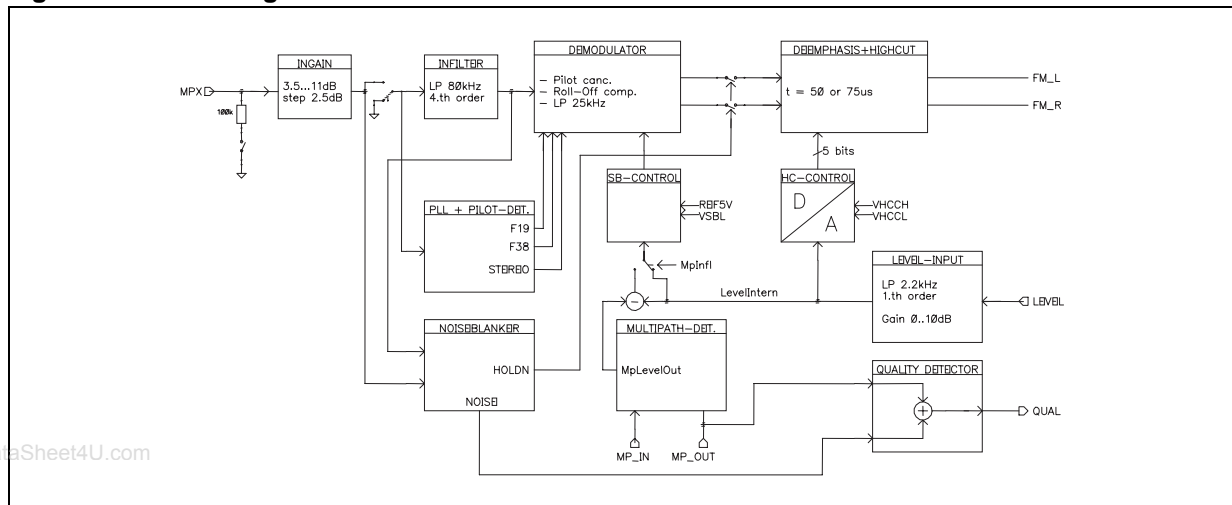 MPX
100k
INGAIN
3.5...11dB
step 2.5dB
INFILTER
LP 80kHz
4.th order
DEMODULATOR
– Pilot canc.
– Roll–Off comp.
– LP 25kHz
DEEMPHASIS+HIGHCUT
t = 50 or 75us
FM_L
FM_R
5 bits
SB–CONTROL
REF5V
VSBL
HC–CONTROL
D
A
VHCCH
VHCCL
PLL + PILOT–DET.
F19
F38
STEREO
MpInfl
LevelIntern
LEVEL–INPUT
LP 2.2kHz
1.th order
Gain 0..10dB
LEVEL
NOISEBLANKER
HOLDN
NOISE
MULTIPATH–DET.
MpLevelOut
MP_IN
MP_OUT
QUALITY DETECTOR
QUAL
taSheet4U.com